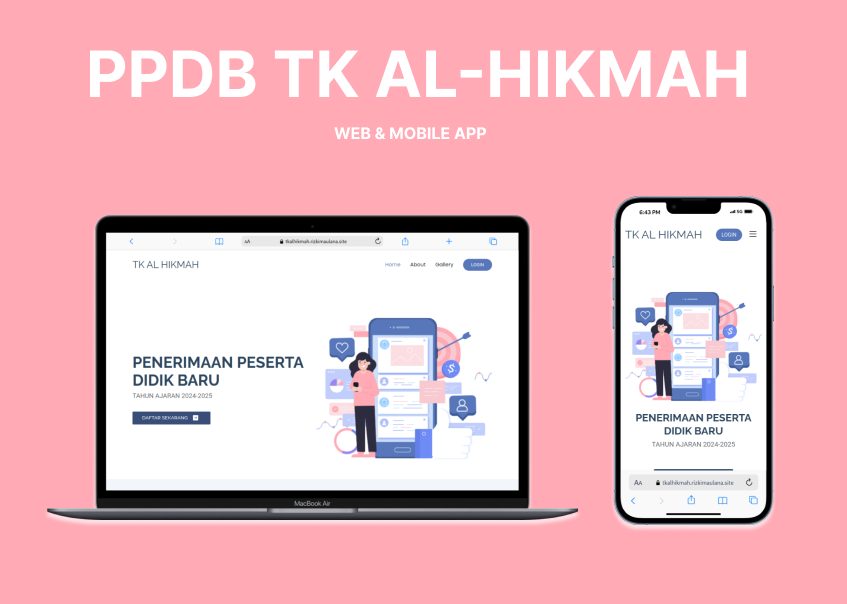 PPDB TK AL-HIKMAH
WEB & MOBILE APP
AA tkalhikmah.rizkimaulana.site
TK AL HIKMAH
Home About Gallery LOGIN
PENERIMAAN PESERTA
DIDIK BARU
TAHUN AJARAN 2024-2025
DAFTAR SEKARANG
MacBook Air
6:43 PM 5G
TK AL HIKMAH LOGIN
PENERIMAAN PESERTA
DIDIK BARU
TAHUN AJARAN 2024-2025
AA tkalhikmah.rizkimaulana.site